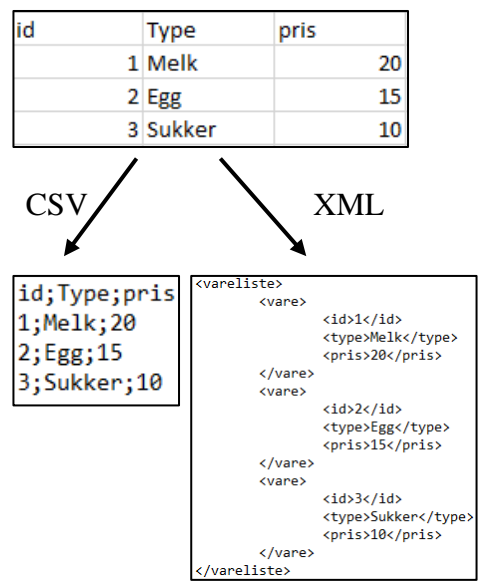 id Type pris
1 Melk 20
2 Egg 15
3 Sukker 10
CSV XML
id;Type;pris
1;Melk;20
2;Egg;15
3;Sukker;10
<vareliste>
<vare>
<id>1</id>
<type>Melk</type>
<pris>20</pris>
</vare>
<vare>
<id>2</id>
<type>Egg</type>
<pris>15</pris>
</vare>
<vare>
<id>3</id>
<type>Sukker</type>
<pris>10</pris>
</vare>
</vareliste>